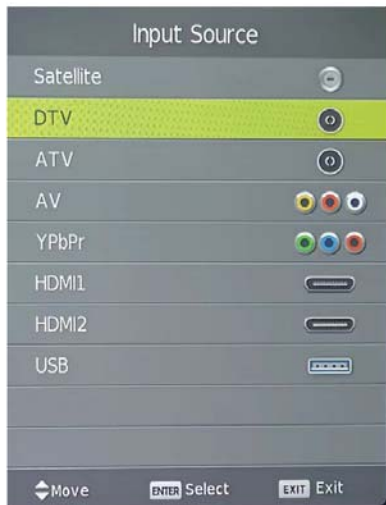 Input Source
Satellite
DTV
ATV
AV
YPbPr
HDMI1
HDMI2
USB
Move ENTER Select EXIT Exit